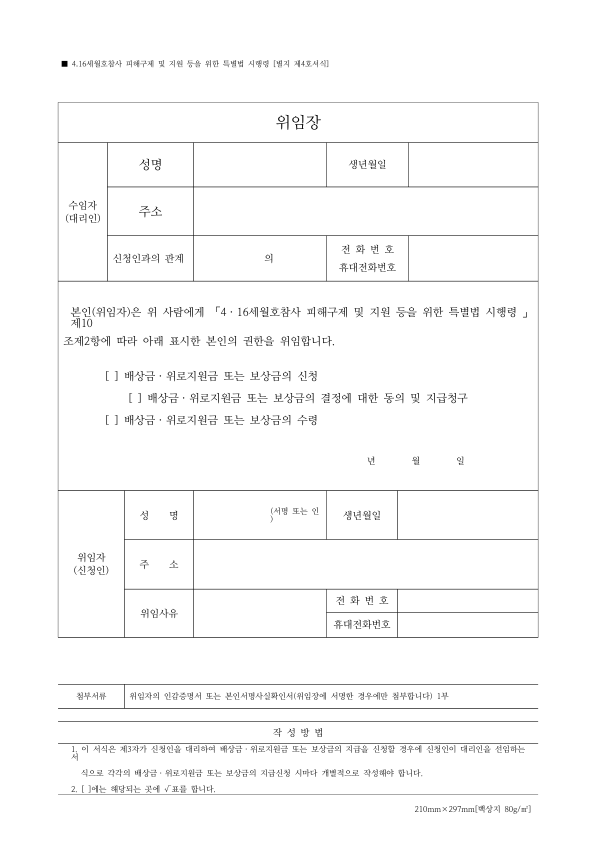 ■ 4.16세월호참사 피해구제 및 지원 등을 위한 특별법 시행령 [별지 제4호서식]
위임장
수임자
(대리인)
성명
생년월일
주소
신청인과의 관계
의
전 화 번 호
휴대전화번호
본인(위임자)은 위 사람에게 「4ㆍ16세월호참사 피해구제 및 지원 등을 위한 특별법 시행령 」
제10
조제2항에 따라 아래 표시한 본인의 권한을 위임합니다.
[ ] 배상금ㆍ위로지원금 또는 보상금의 신청
[ ] 배상금ㆍ위로지원금 또는 보상금의 결정에 대한 동의 및 지급청구
[ ] 배상금ㆍ위로지원금 또는 보상금의 수령
년 월 일
위임자
(신청인)
성 명
(서명 또는 인
)
생년월일
주 소
위임사유
전 화 번 호
휴대전화번호
첨부서류
위임자의 인감증명서 또는 본인서명사실확인서(위임장에 서명한 경우에만 첨부합니다) 1부
작 성 방 법
1. 이 서식은 제3자가 신청인을 대리하여 배상금ㆍ위로지원금 또는 보상금의 지급을 신청할 경우에 신청인이 대리인을 선임하는
서
식으로 각각의 배상금ㆍ위로지원금 또는 보상금의 지급신청 시마다 개별적으로 작성해야 합니다.
2. [ ]에는 해당되는 곳에 √표를 합니다.
210mm×297mm[백상지 80g/㎡]